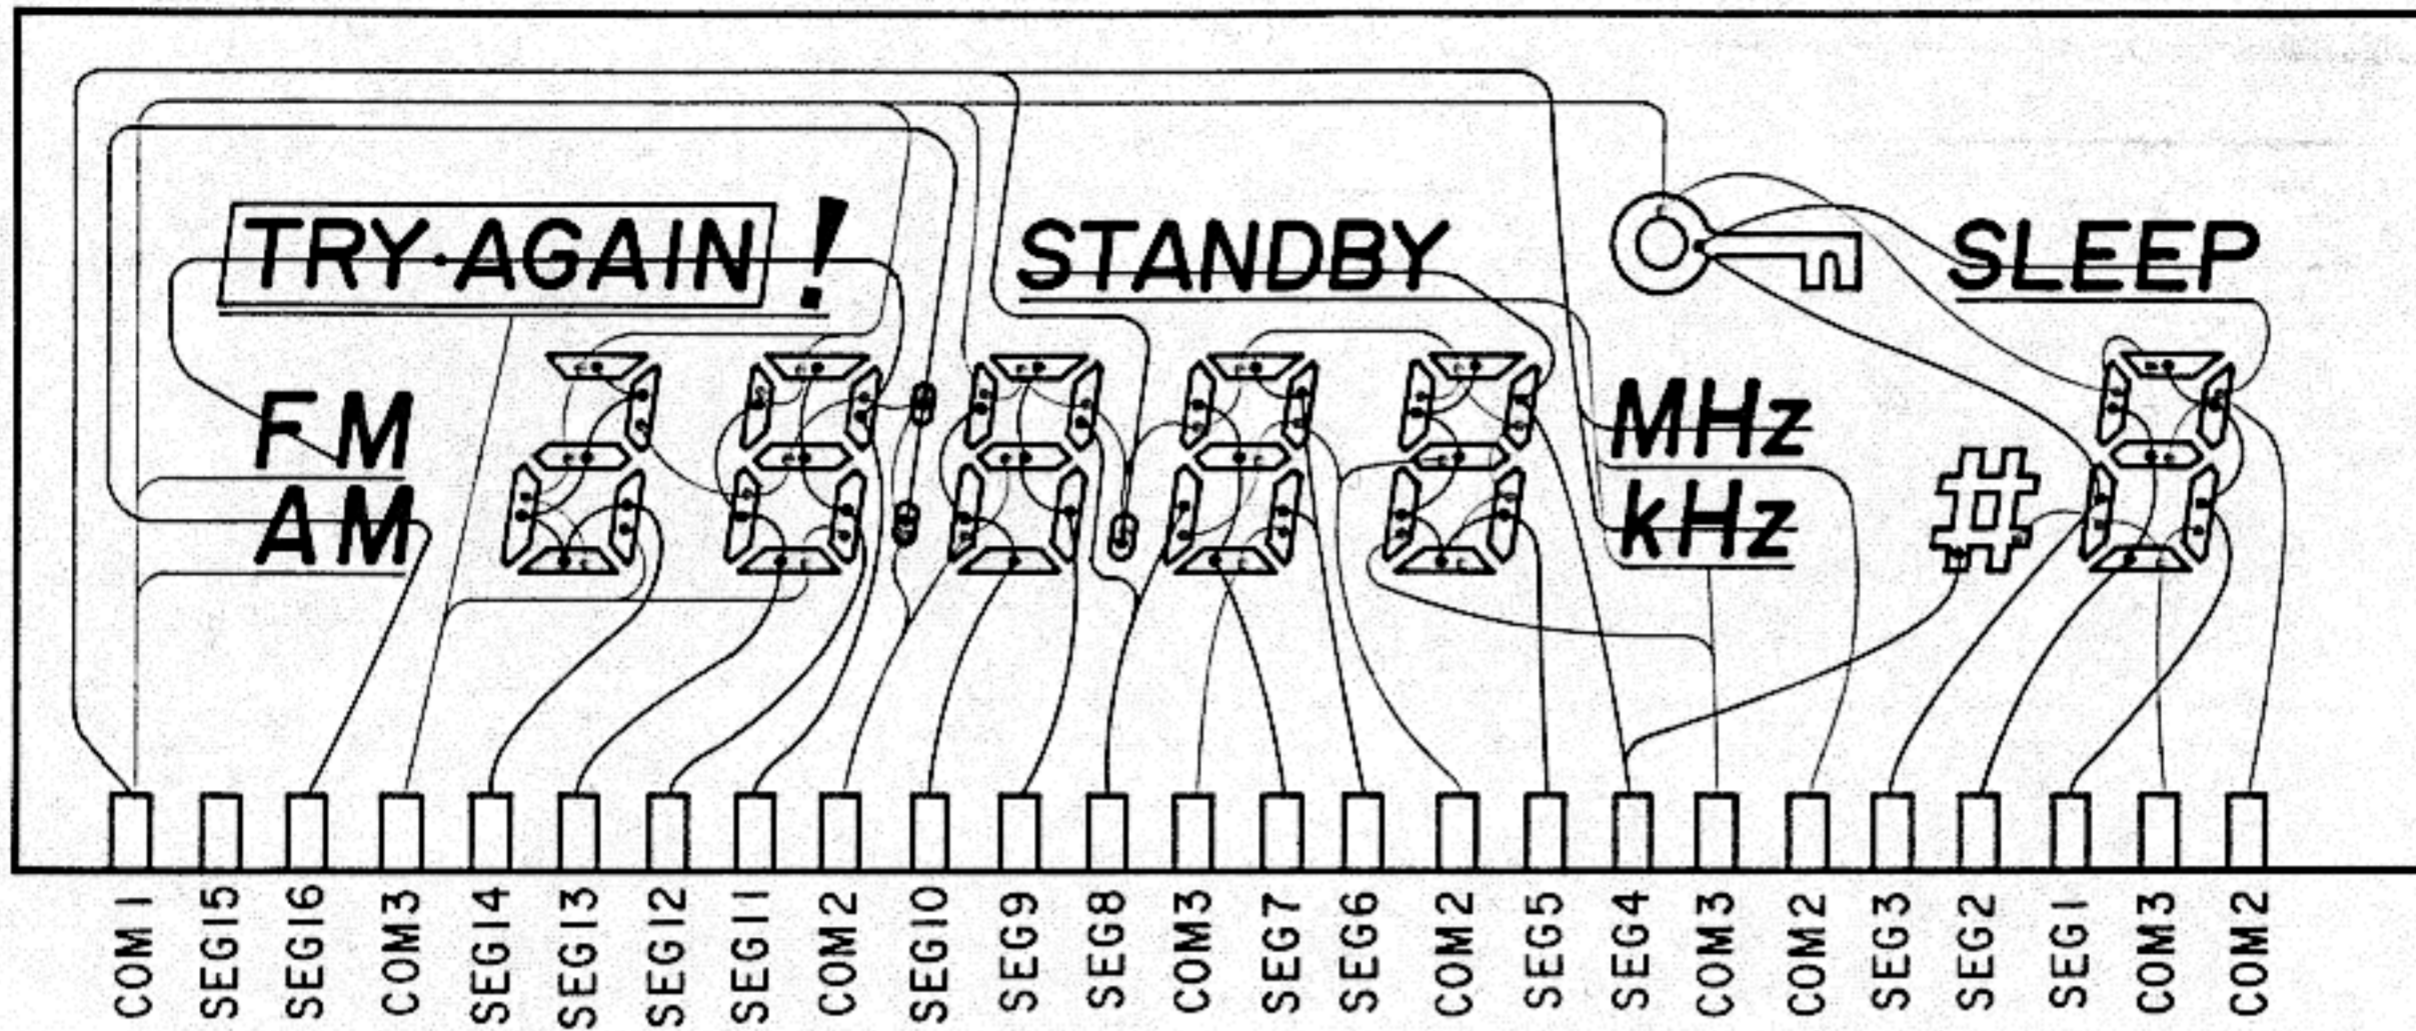 TRY·AGAIN! STANDBY SLEEP
FM
AM
MHz
kHz
#
COM1
SEG15
SEG16
COM3
SEG14
SEG13
SEG12
SEG11
COM2
SEG10
SEG9
SEG8
COM3
SEG7
SEG6
COM2
SEG5
SEG4
COM3
COM2
SEG3
SEG2
SEG1
COM3
COM2